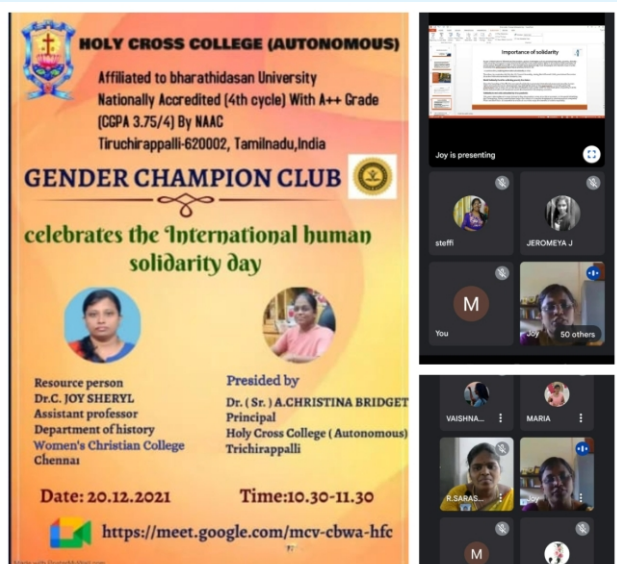 HOLY CROSS COLLEGE (AUTONOMOUS)
Affiliated to bharathidasan University
Nationally Accredited (4th cycle) With A++ Grade
(CGPA 3.75/4) By NAAC
Tiruchirappalli-620002, Tamilnadu,India
GENDER CHAMPION CLUB
celebrates the International human
solidarity day
Resource person
Dr.C. JOY SHERYL
Assistant professor
Department of history
Women's Christian College
Chennai
Presided by
Dr. ( Sr. ) A.CHRISTINA BRIDGET
Principal
Holy Cross College ( Autonomous)
Trichirappalli
Date: 20.12.2021
Time:10.30-11.30
https://meet.google.com/mcv-cbwa-hfc
Importance of solidarity
Joy is presenting
steffi
JEROMEYA J
M
You
Joy
50 others
VAISHNA...
MARIA
R.SARAS...
Joy
M